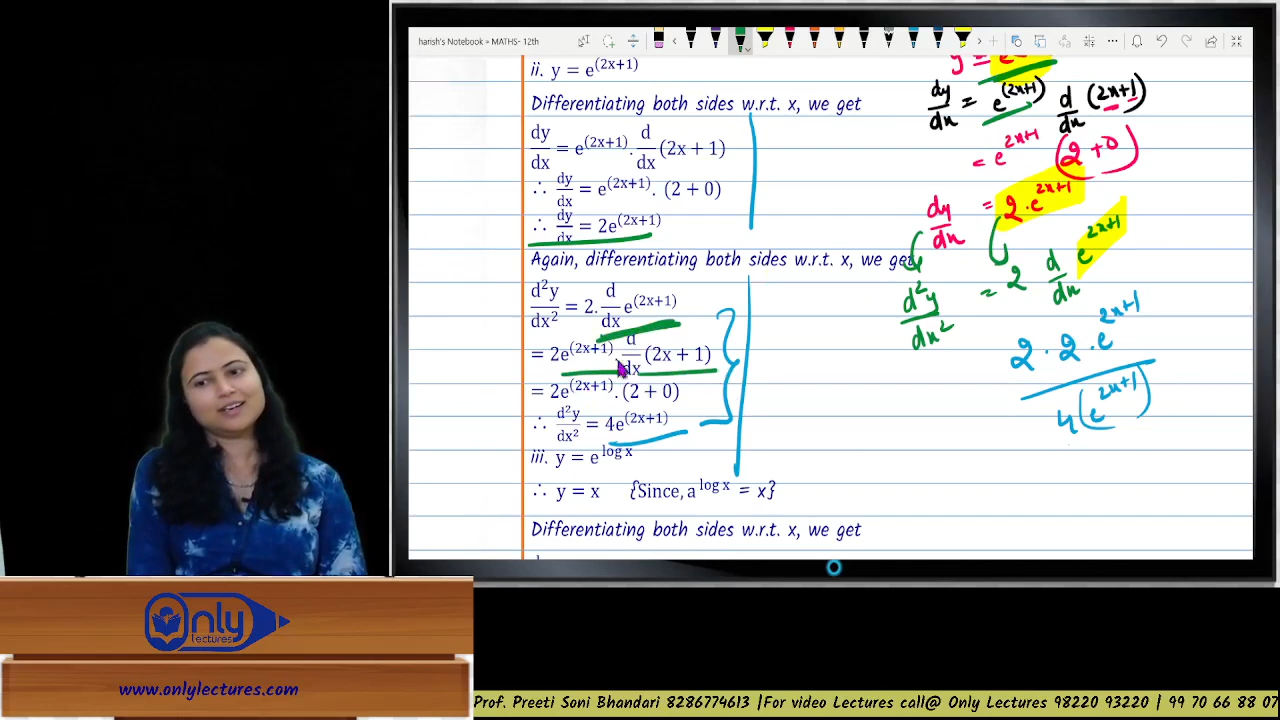 harish's Notebook » MATHS- 12th
ii. y = e^(2x+1)
Differentiating both sides w.r.t. x, we get
dy/dx = e^(2x+1). d/dx (2x + 1)
∴ dy/dx = e^(2x+1). (2 + 0)
∴ dy/dx = 2e^(2x+1)
Again, differentiating both sides w.r.t. x, we get
d²y/dx² = 2. d/dx e^(2x+1)
= 2e^(2x+1). d/dx (2x + 1)
= 2e^(2x+1). (2 + 0)
∴ d²y/dx² = 4e^(2x+1)
iii. y = e^log x
∴ y = x {Since, a^log x = x}
Differentiating both sides w.r.t. x, we get
dy/dx = e^(2x+1) d/dx (2x+1)
= e^2x+1 (2+0)
dy/dx = 2·e^2x+1
d²y/dx² = 2 d/dx e^2x+1
2·2·e^2x+1
4(e^2x+1)
Only
lectures
www.onlylectures.com
Prof. Preeti Soni Bhandari 8286774613 |For video Lectures call@ Only Lectures 98220 93220 | 99 70 66 88 07